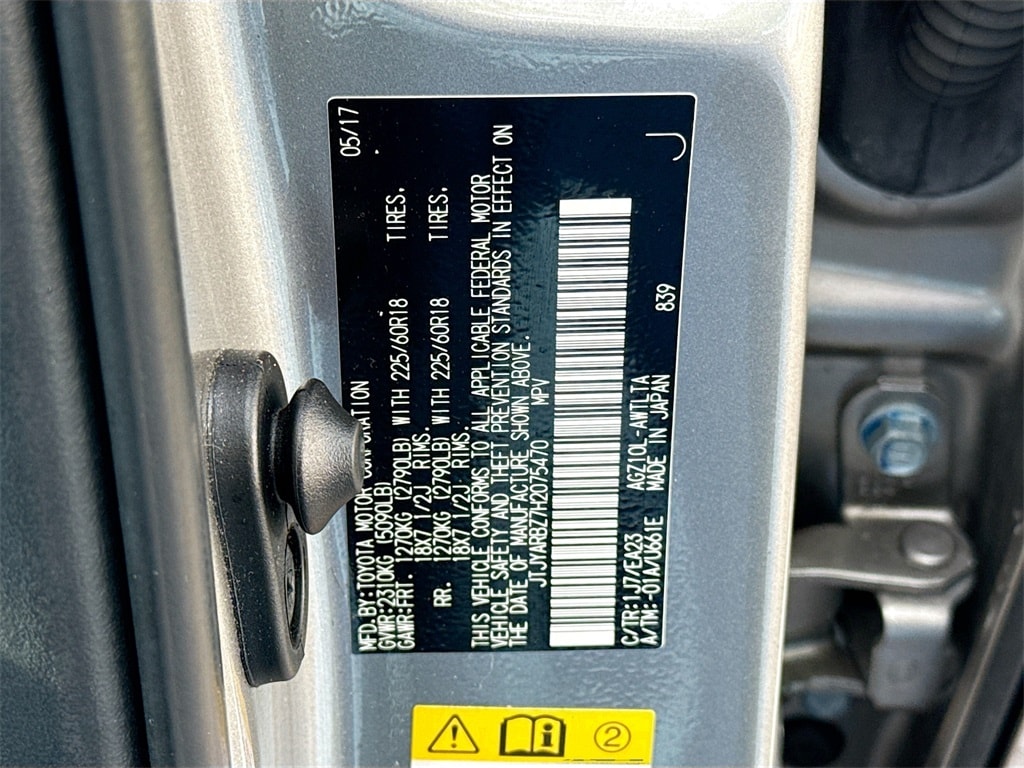 MFD.BY:TOYOTA MOTOR CORPORATION 05/17
GVWR:2310KG (5090LB)
GAWR:FRT. 1270KG (2790LB) WITH 225/60R18 TIRES.
18X7 1/2J RIMS.
RR. 1270KG (2790LB) WITH 225/60R18 TIRES.
18X7 1/2J RIMS.
THIS VEHICLE CONFORMS TO ALL APPLICABLE FEDERAL MOTOR
VEHICLE SAFETY AND THEFT PREVENTION STANDARDS IN EFFECT ON
THE DATE OF MANUFACTURE SHOWN ABOVE.
JTJYARBZ7H2075470 MPV
C/TR:1J7/EA23 AGZ10L-AWTLTA
A/TM:-01A/U661E MADE IN JAPAN 839 J
2